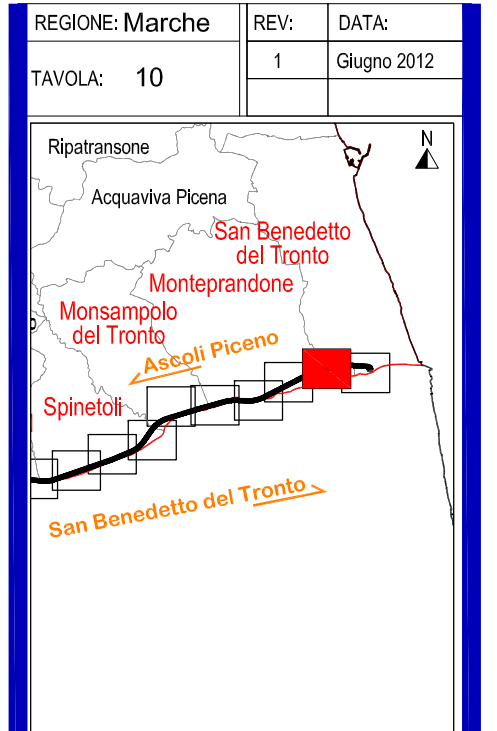 REGIONE: Marche
REV:
DATA:
TAVOLA: 10
1
Giugno 2012
N
Ripatransone
Acquaviva Picena
San Benedetto
del Tronto
Monteprandone
Monsampolo
del Tronto
Ascoli Piceno
Spinetoli
San Benedetto del Tronto